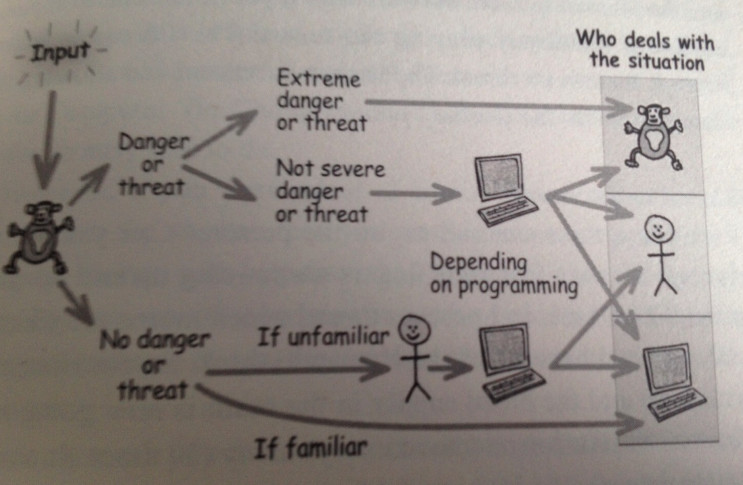 Input
Who deals with
the situation
Extreme
danger
or threat
Danger
or
threat
Not severe
danger
or threat
Depending
on programming
No danger
or
threat
If unfamiliar
If familiar